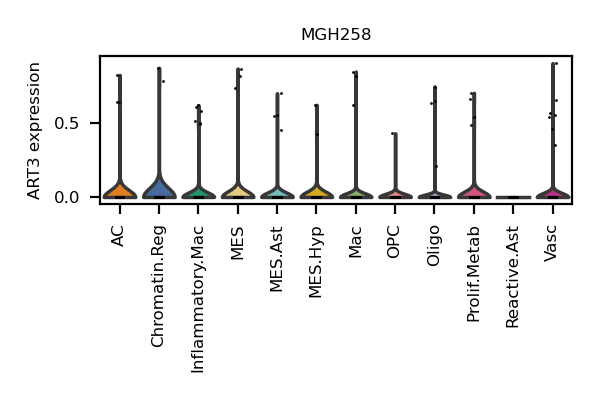 MGH258
ART3 expression
0.5
0.0
AC
Chromatin.Reg
Inflammatory.Mac
MES
MES.Ast
MES.Hyp
Mac
OPC
Oligo
Prolif.Metab
Reactive.Ast
Vasc